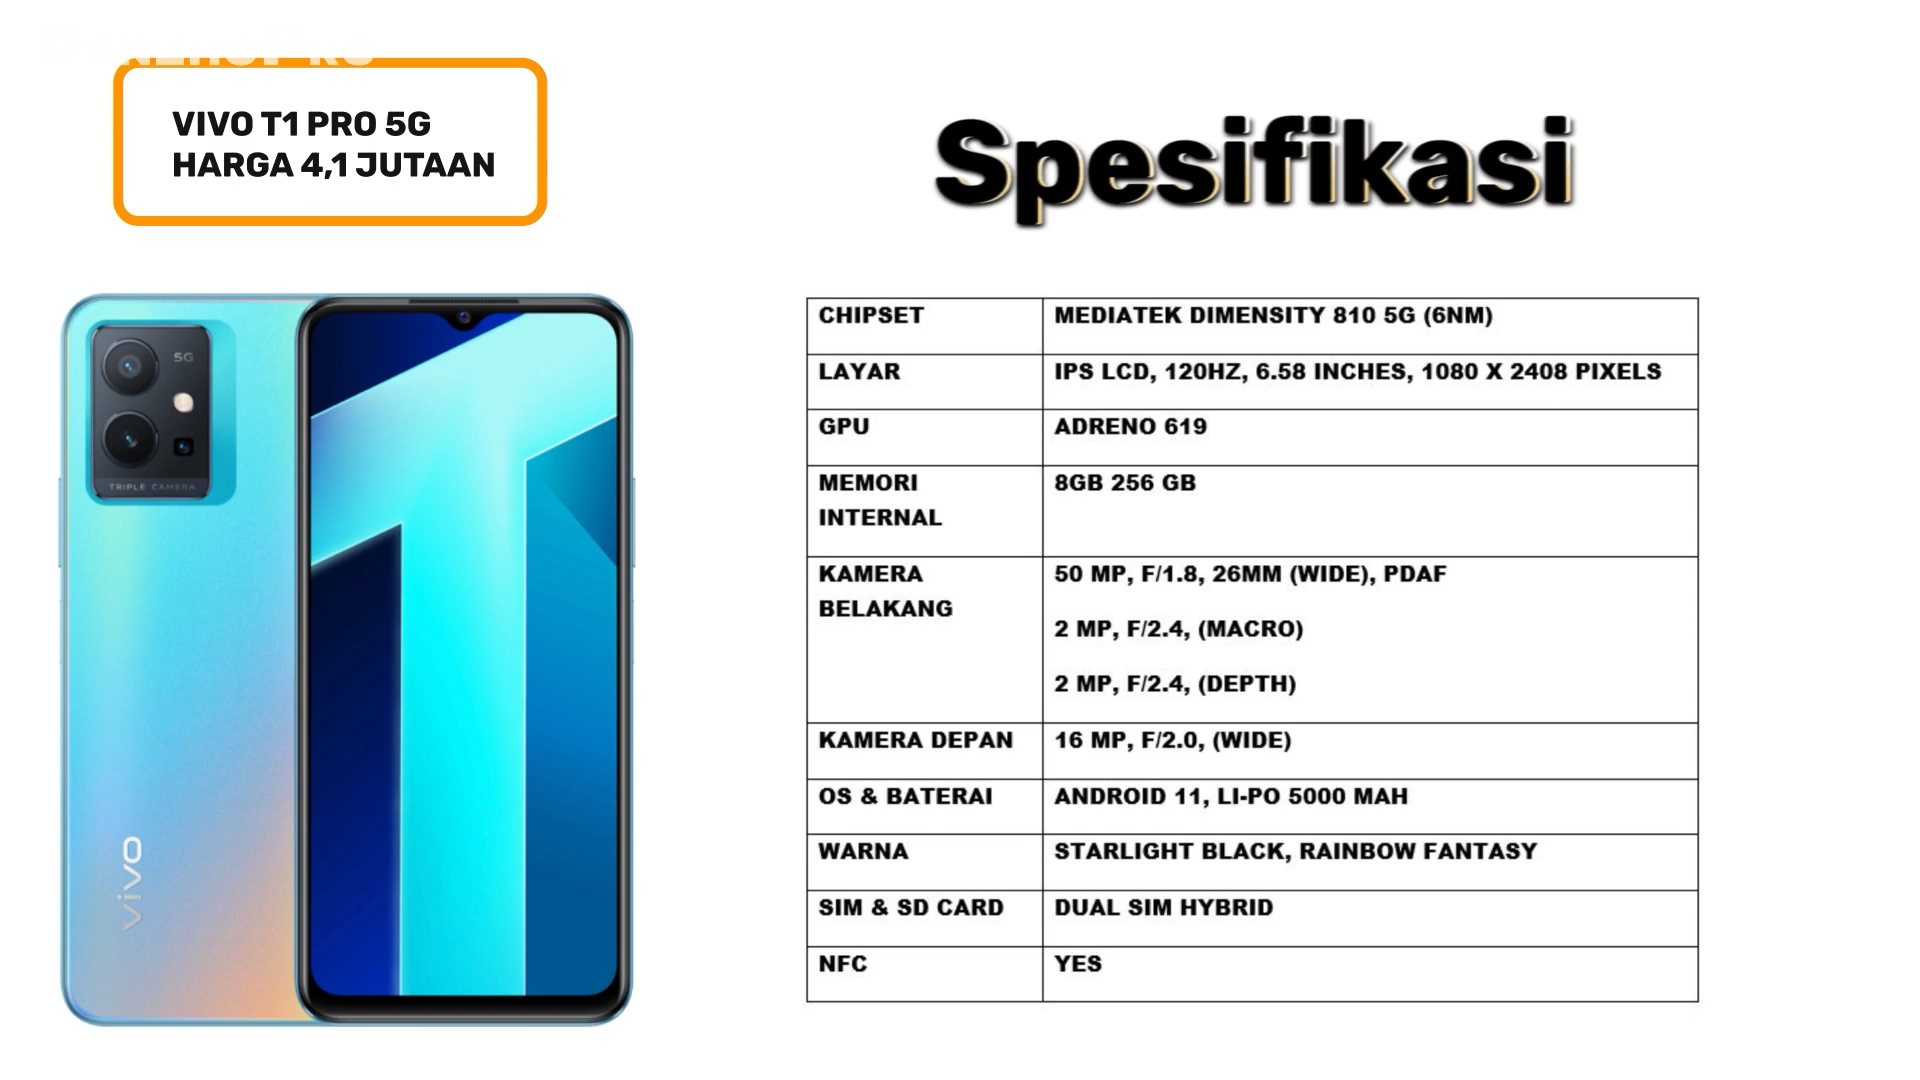 VIVO T1 PRO 5G
HARGA 4,1 JUTAAN
Spesifikasi
5G
TRIPLE CAMERA
vivo
CHIPSET MEDIATEK DIMENSITY 810 5G (6NM)
LAYAR IPS LCD, 120HZ, 6.58 INCHES, 1080 X 2408 PIXELS
GPU ADRENO 619
MEMORI INTERNAL 8GB 256 GB
KAMERA BELAKANG 50 MP, F/1.8, 26MM (WIDE), PDAF
2 MP, F/2.4, (MACRO)
2 MP, F/2.4, (DEPTH)
KAMERA DEPAN 16 MP, F/2.0, (WIDE)
OS & BATERAI ANDROID 11, LI-PO 5000 MAH
WARNA STARLIGHT BLACK, RAINBOW FANTASY
SIM & SD CARD DUAL SIM HYBRID
NFC YES